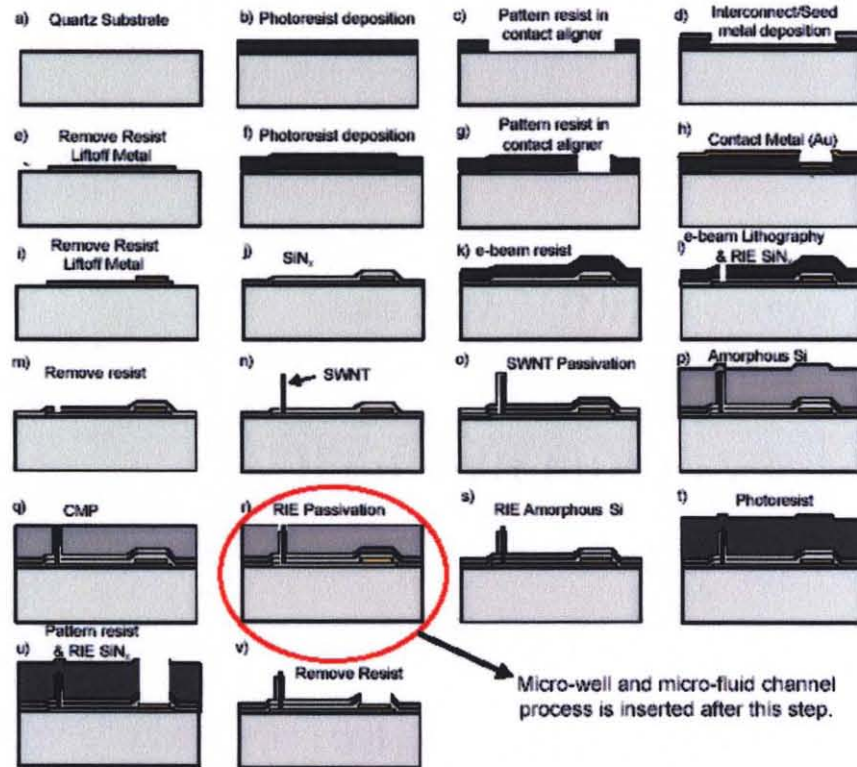 a) Quartz Substrate
b) Photoresist deposition
c) Pattern resist in
contact aligner
d) Interconnect/Seed
metal deposition
e) Remove Resist
Liftoff Metal
f) Photoresist deposition
g) Pattern resist in
contact aligner
h) Contact Metal (Au)
i) Remove Resist
Liftoff Metal
j) SiNx
k) e-beam resist
l) e-beam Lithography
& RIE SiNx
m) Remove resist
n) SWNT
o) SWNT Passivation
p) Amorphous Si
q) CMP
r) RIE Passivation
s) RIE Amorphous Si
t) Photoresist
u) Pattern resist
& RIE SiNx
v) Remove Resist
Micro-well and micro-fluid channel
process is inserted after this step.